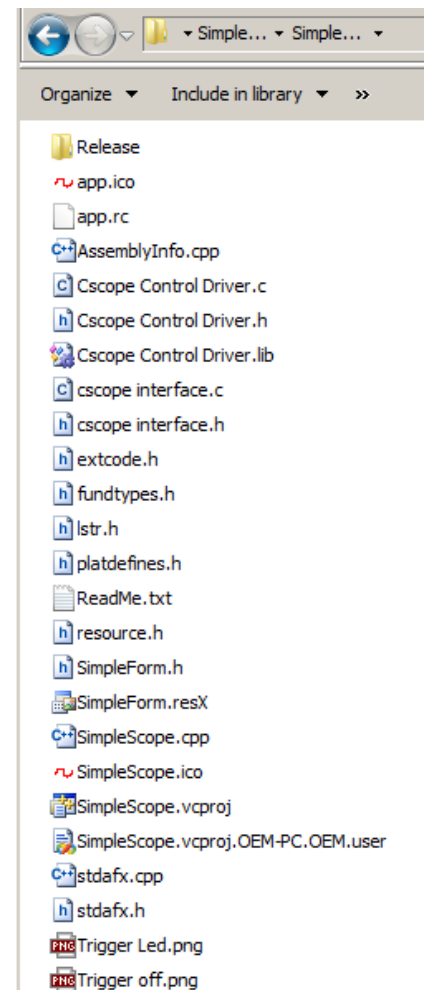 Simple... Simple...
Organize Include in library »
Release
app.ico
app.rc
AssemblyInfo.cpp
Cscope Control Driver.c
Cscope Control Driver.h
Cscope Control Driver.lib
cscope interface.c
cscope interface.h
extcode.h
fundtypes.h
lstr.h
platdefines.h
ReadMe.txt
resource.h
SimpleForm.h
SimpleForm.resX
SimpleScope.cpp
SimpleScope.ico
SimpleScope.vcproj
SimpleScope.vcproj.OEM-PC.OEM.user
stdafx.cpp
stdafx.h
Trigger Led.png
Trigger off.png